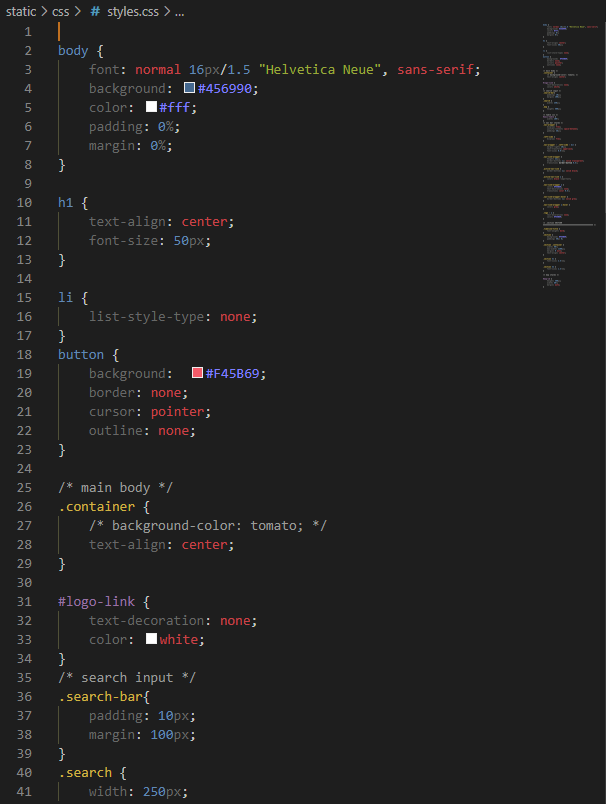 static > css > # styles.css > ...
1
2 body {
3     font: normal 16px/1.5 "Helvetica Neue", sans-serif;
4     background: #456990;
5     color: #fff;
6     padding: 0%;
7     margin: 0%;
8 }
9
10 h1 {
11     text-align: center;
12     font-size: 50px;
13 }
14
15 li {
16     list-style-type: none;
17 }
18 button {
19     background:  #F45B69;
20     border: none;
21     cursor: pointer;
22     outline: none;
23 }
24
25 /* main body */
26 .container {
27     /* background-color: tomato; */
28     text-align: center;
29 }
30
31 #logo-link {
32     text-decoration: none;
33     color: white;
34 }
35 /* search input */
36 .search-bar{
37     padding: 10px;
38     margin: 100px;
39 }
40 .search {
41     width: 250px;